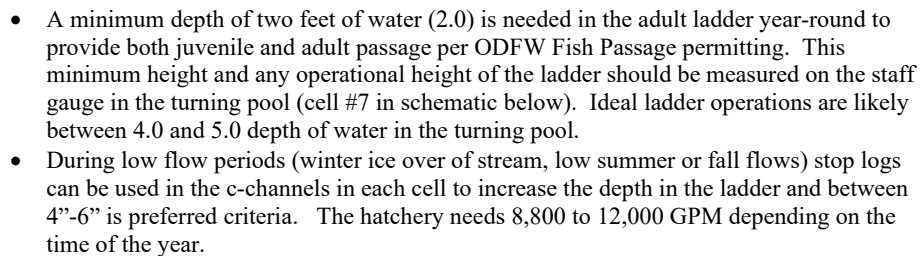 • A minimum depth of two feet of water (2.0) is needed in the adult ladder year-round to
provide both juvenile and adult passage per ODFW Fish Passage permitting.  This
minimum height and any operational height of the ladder should be measured on the staff
gauge in the turning pool (cell #7 in schematic below).  Ideal ladder operations are likely
between 4.0 and 5.0 depth of water in the turning pool.
• During low flow periods (winter ice over of stream, low summer or fall flows) stop logs
can be used in the c-channels in each cell to increase the depth in the ladder and between
4”-6” is preferred criteria.   The hatchery needs 8,800 to 12,000 GPM depending on the
time of the year.